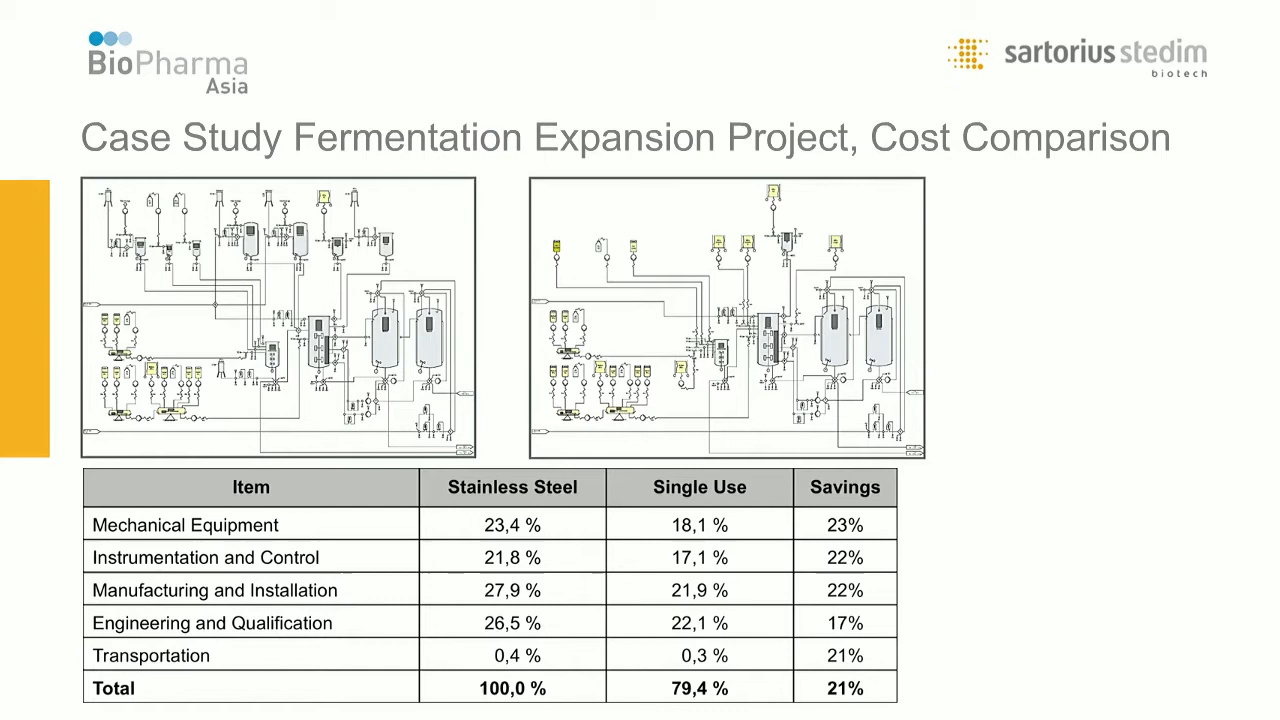 BioPharma
Asia
sartorius stedim
biotech
Case Study Fermentation Expansion Project, Cost Comparison
Item Stainless Steel Single Use Savings
Mechanical Equipment 23,4 % 18,1 % 23%
Instrumentation and Control 21,8 % 17,1 % 22%
Manufacturing and Installation 27,9 % 21,9 % 22%
Engineering and Qualification 26,5 % 22,1 % 17%
Transportation 0,4 % 0,3 % 21%
Total 100,0 % 79,4 % 21%